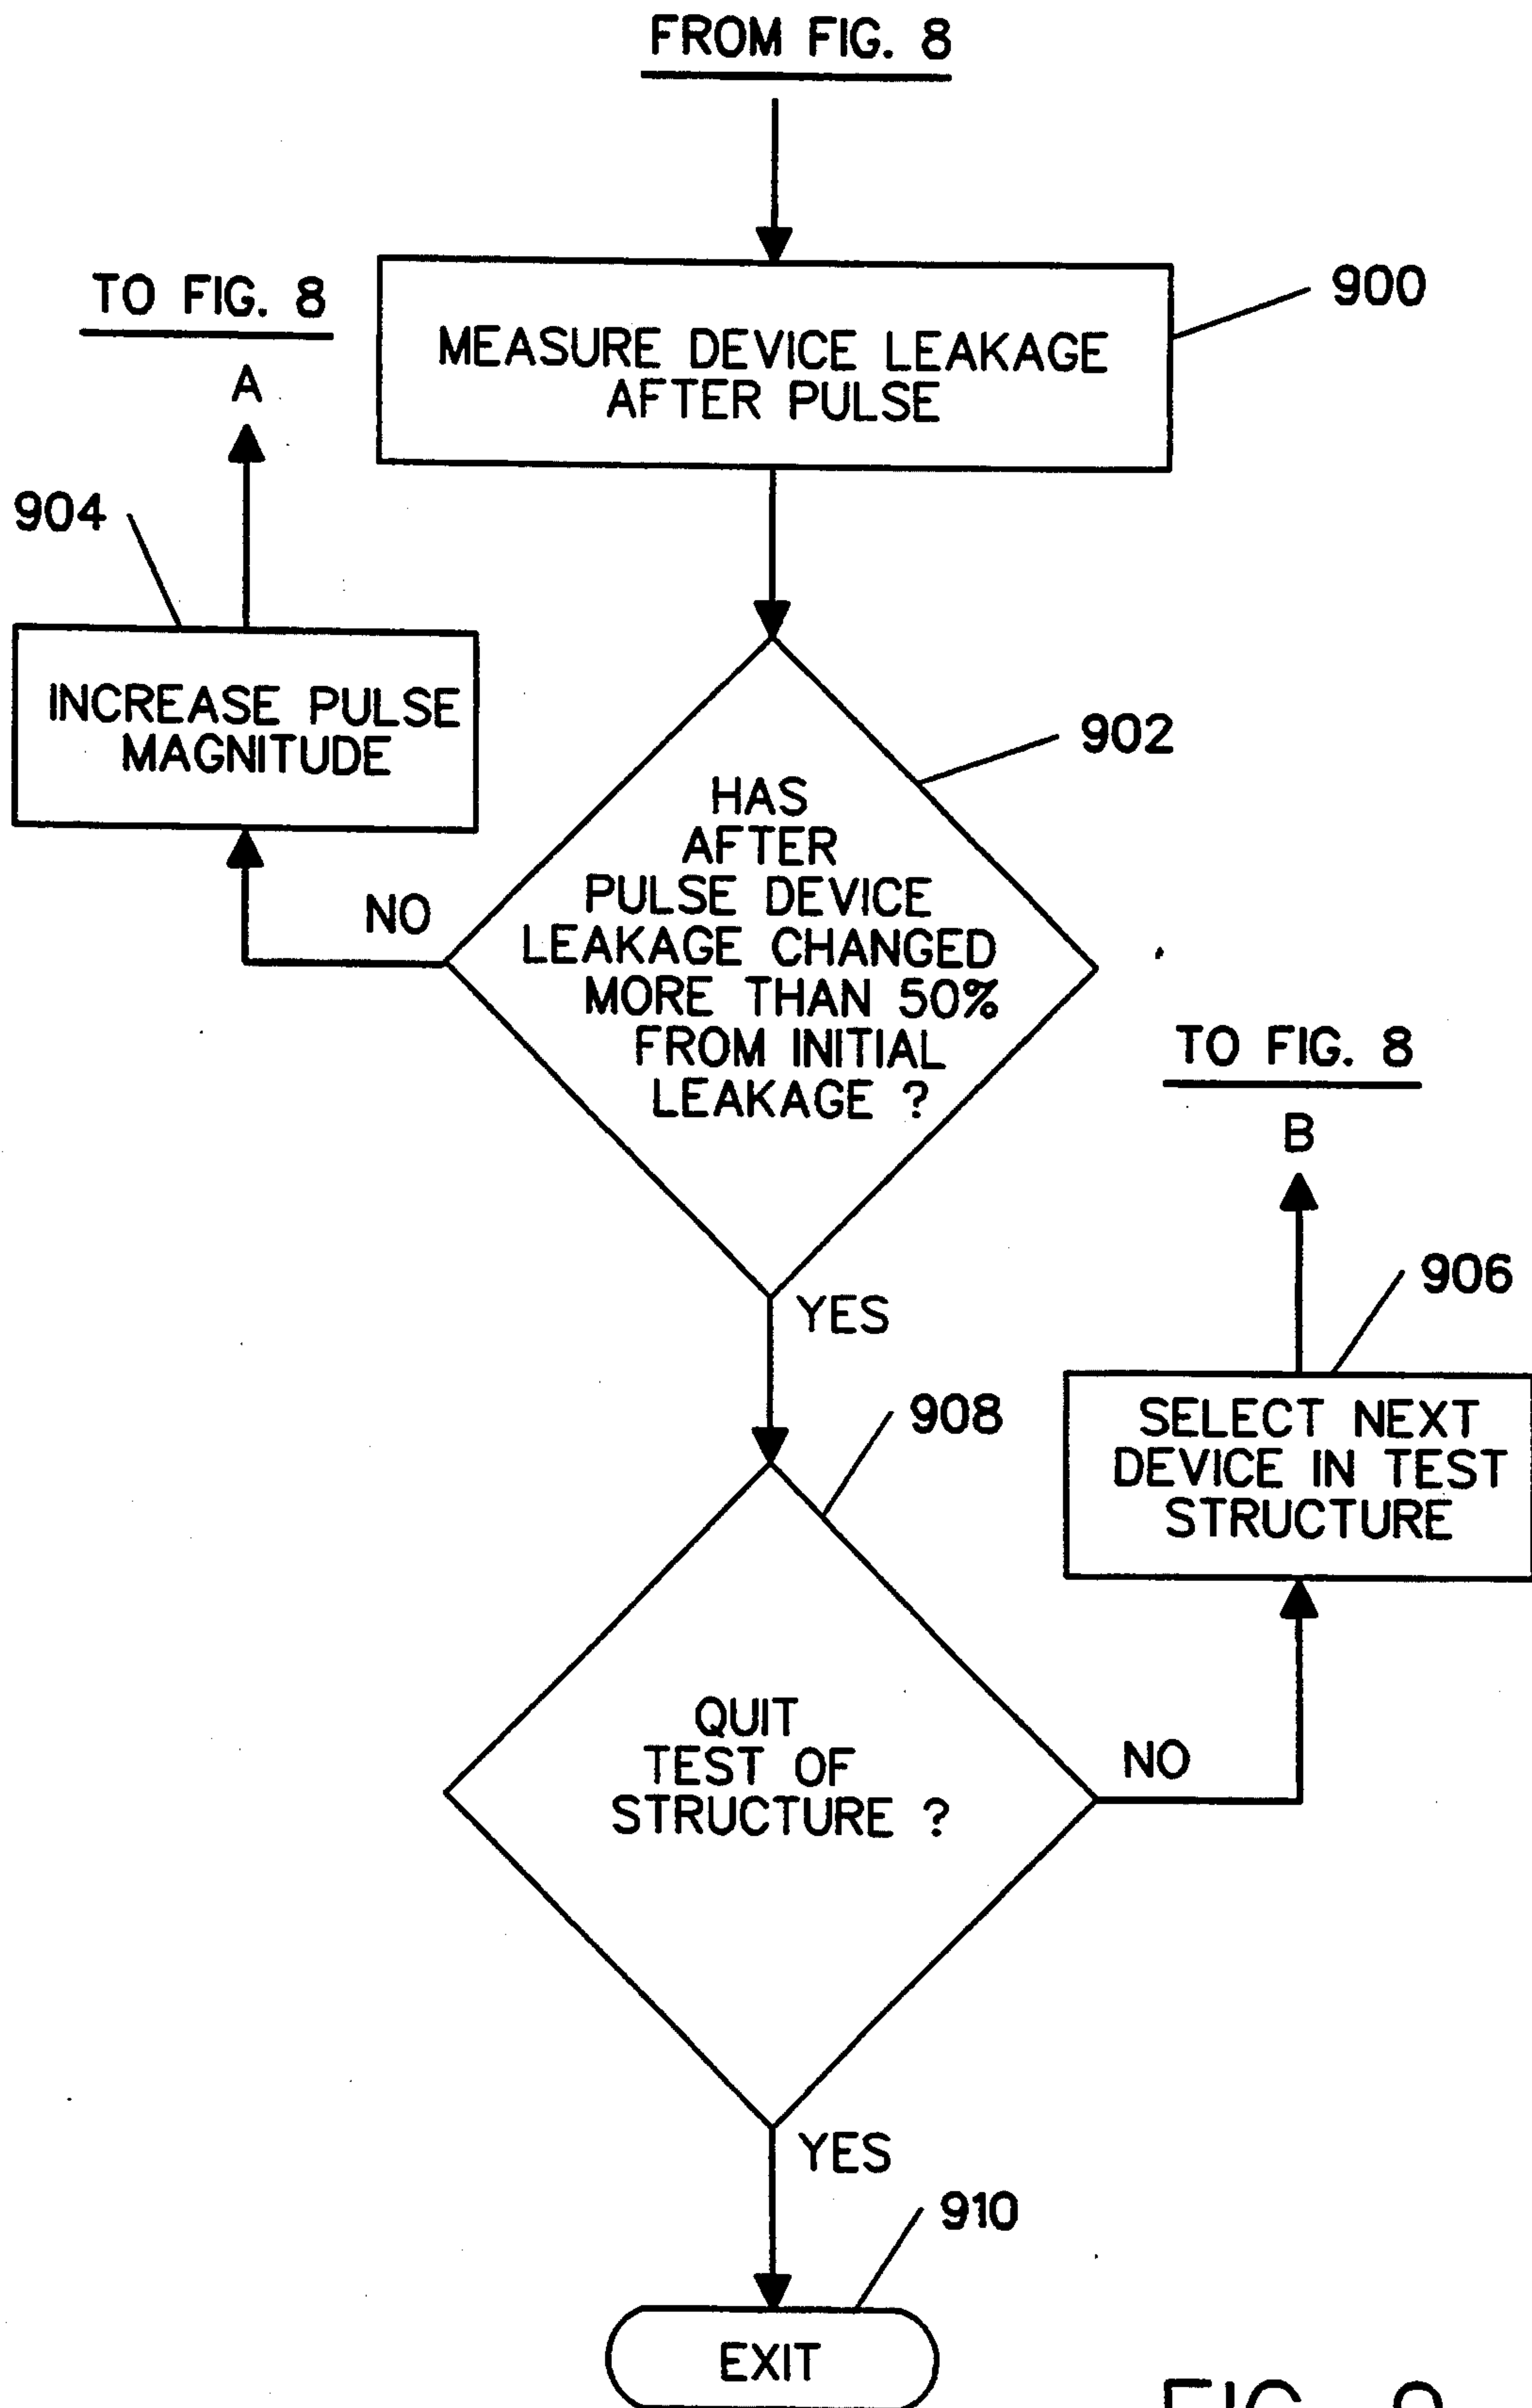 FROM FIG. 8
TO FIG. 8
A
900
MEASURE DEVICE LEAKAGE
AFTER PULSE
904
INCREASE PULSE
MAGNITUDE
902
HAS
AFTER
PULSE DEVICE
LEAKAGE CHANGED
MORE THAN 50%
FROM INITIAL
LEAKAGE ?
NO
TO FIG. 8
B
YES
906
SELECT NEXT
DEVICE IN TEST
STRUCTURE
908
QUIT
TEST OF
STRUCTURE ?
NO
YES
910
EXIT